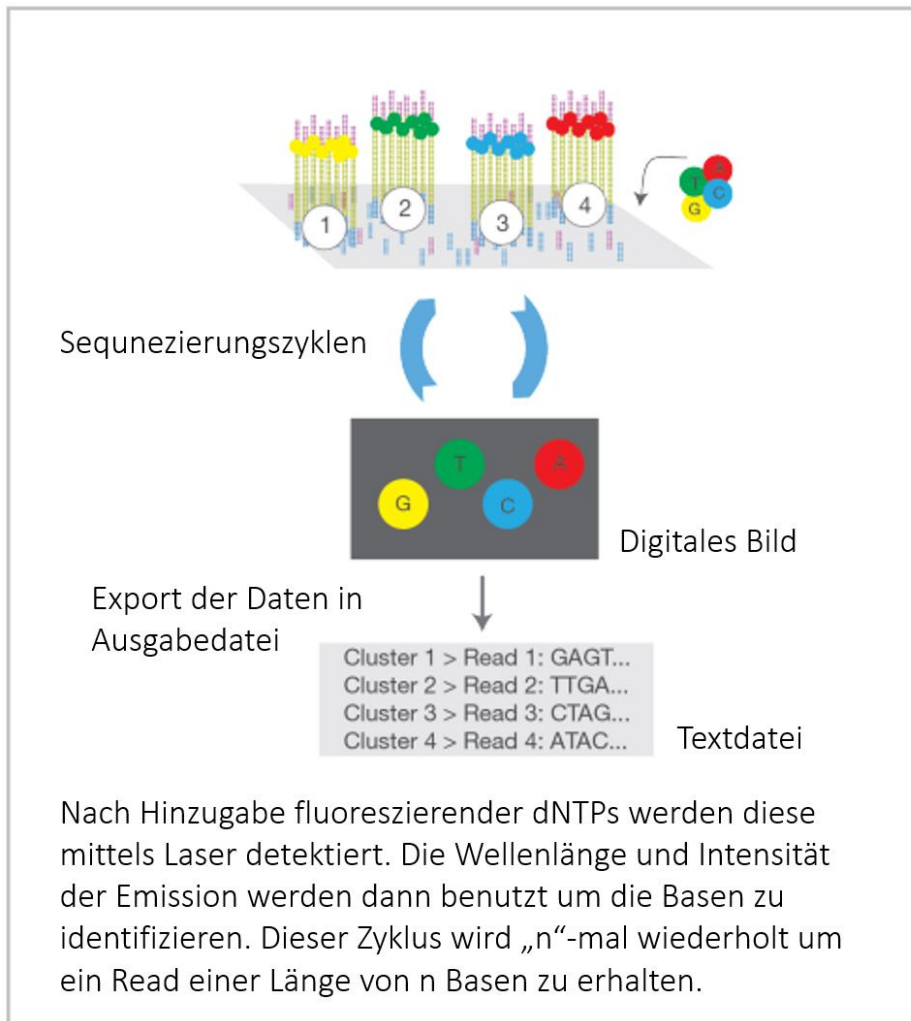 A
T
C
G
1
2
3
4
Sequnezierungszyklen
T
A
G
C
Digitales Bild
Export der Daten in
Ausgabedatei
Cluster 1 > Read 1: GAGT...
Cluster 2 > Read 2: TTGA...
Cluster 3 > Read 3: CTAG...
Cluster 4 > Read 4: ATAC...
Textdatei
Nach Hinzugabe fluoreszierender dNTPs werden diese
mittels Laser detektiert. Die Wellenlänge und Intensität
der Emission werden dann benutzt um die Basen zu
identifizieren. Dieser Zyklus wird „n“-mal wiederholt um
ein Read einer Länge von n Basen zu erhalten.